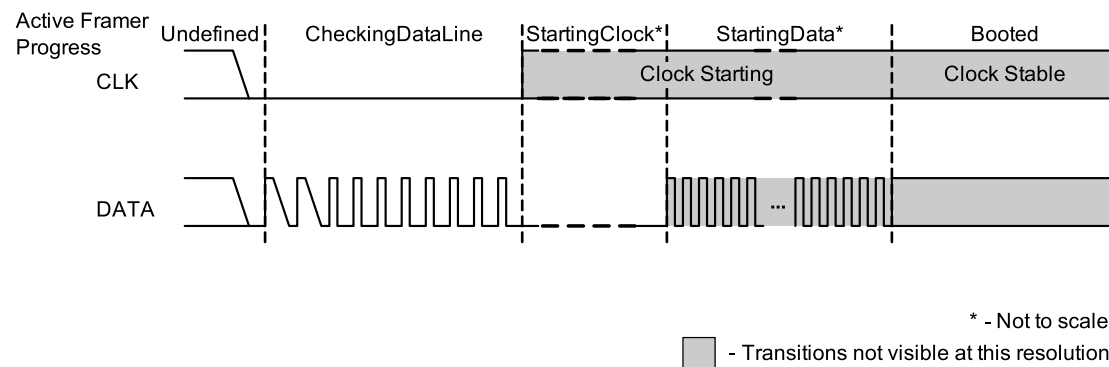 Active Framer
Progress
Undefined
CheckingDataLine
StartingClock*
StartingData*
Booted
CLK
Clock Starting
Clock Stable
DATA
...
* - Not to scale
- Transitions not visible at this resolution